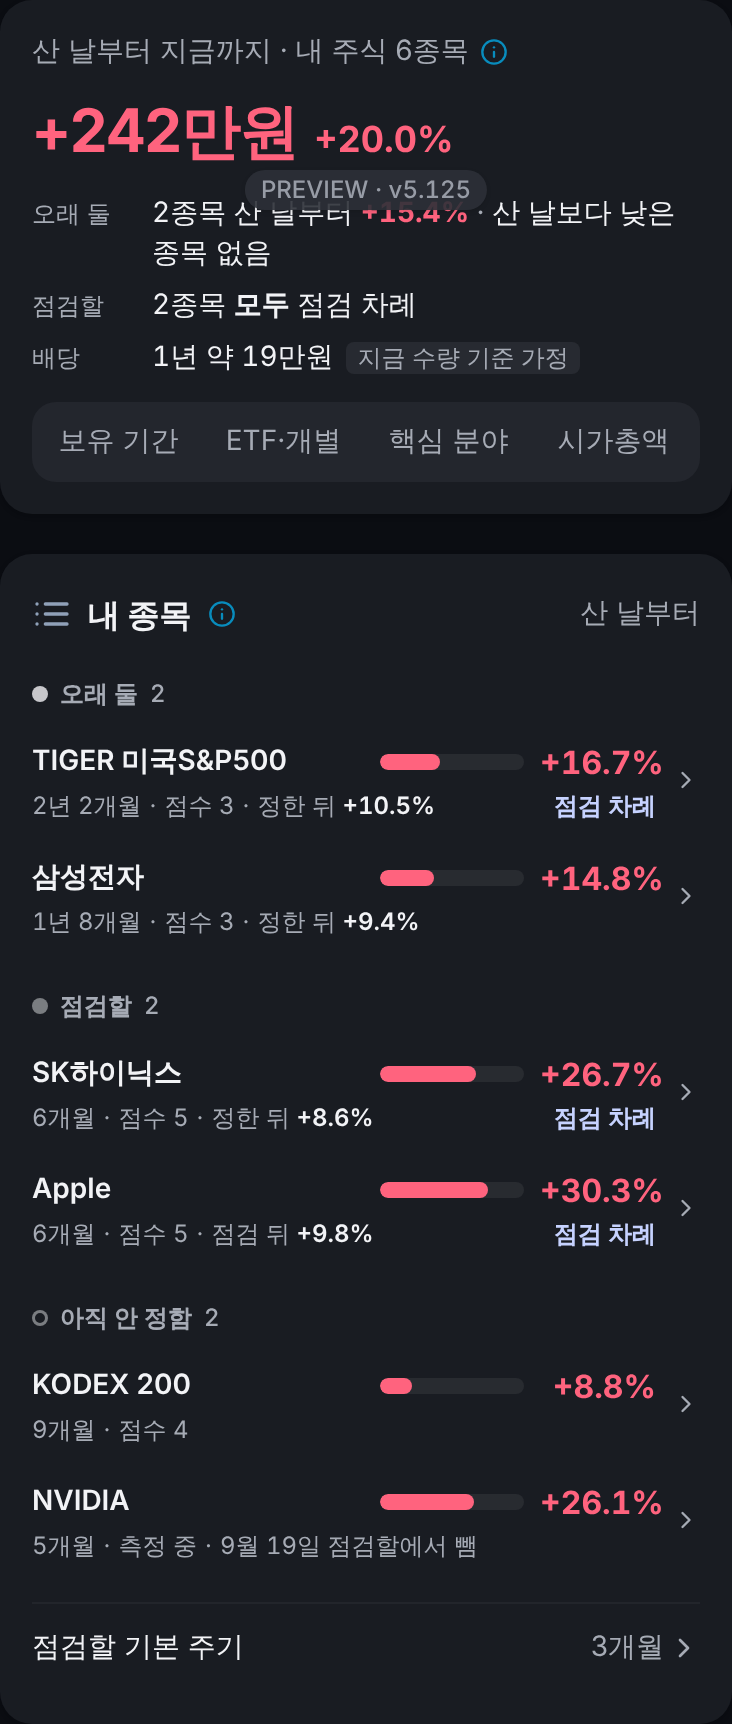 산 날부터 지금까지 · 내 주식 6종목
+242만원 +20.0%
PREVIEW · v5.125
오래 둘 2종목 산 날부터 +15.4% · 산 날보다 낮은
종목 없음
점검할 2종목 모두 점검 차례
배당 1년 약 19만원 지금 수량 기준 가정
보유 기간 ETF·개별 핵심 분야 시가총액
내 종목 산 날부터
오래 둘 2
TIGER 미국S&P500 +16.7%
2년 2개월 · 점수 3 · 정한 뒤 +10.5% 점검 차례
삼성전자 +14.8%
1년 8개월 · 점수 3 · 정한 뒤 +9.4%
점검할 2
SK하이닉스 +26.7%
6개월 · 점수 5 · 정한 뒤 +8.6% 점검 차례
Apple +30.3%
6개월 · 점수 5 · 점검 뒤 +9.8% 점검 차례
아직 안 정함 2
KODEX 200 +8.8%
9개월 · 점수 4
NVIDIA +26.1%
5개월 · 측정 중 · 9월 19일 점검할에서 뺌
점검할 기본 주기 3개월